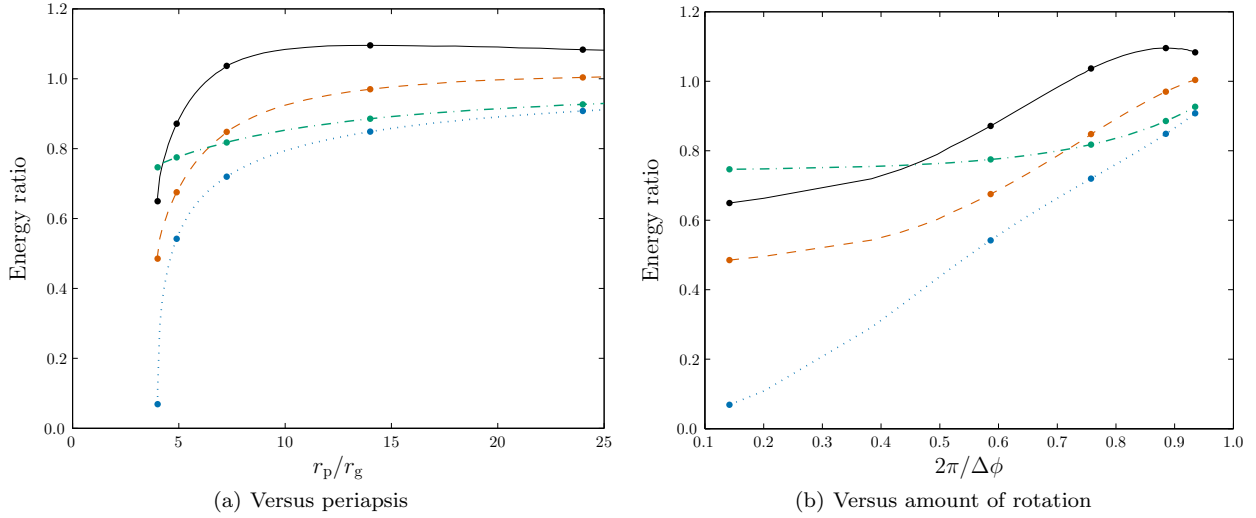 1.2
1.0
0.8
0.6
0.4
0.2
0.0
Energy ratio
0 5 10 15 20 25
r_p/r_g
(a) Versus periapsis
1.2
1.0
0.8
0.6
0.4
0.2
0.0
Energy ratio
0.1 0.2 0.3 0.4 0.5 0.6 0.7 0.8 0.9 1.0
2π/Δϕ
(b) Versus amount of rotation